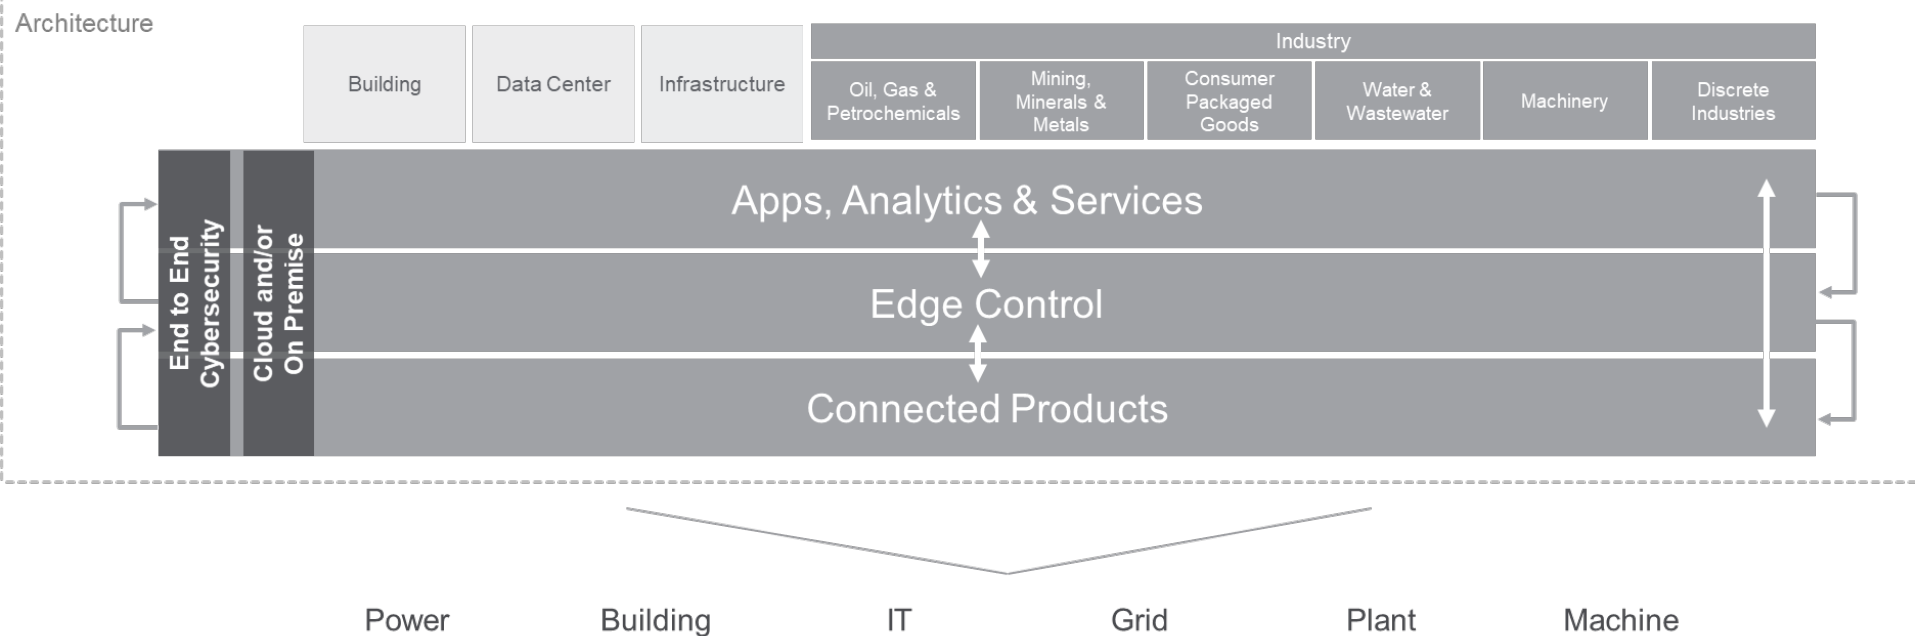 Architecture
Industry
Building
Data Center
Infrastructure
Oil, Gas &
Petrochemicals
Mining,
Minerals &
Metals
Consumer
Packaged
Goods
Water &
Wastewater
Machinery
Discrete
Industries
End to End
Cybersecurity
Cloud and/or
On Premise
Apps, Analytics & Services
Edge Control
Connected Products
Power
Building
IT
Grid
Plant
Machine